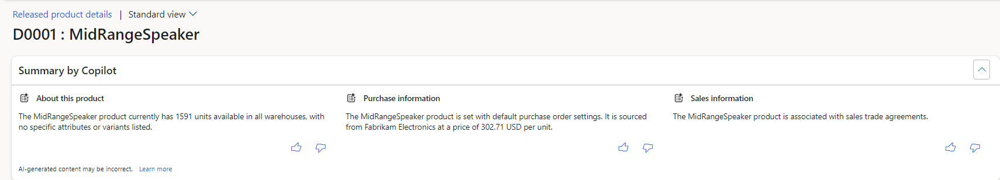 Released product details | Standard view
D0001 : MidRangeSpeaker
Summary by Copilot
About this product
The MidRangeSpeaker product currently has 1591 units available in all warehouses, with
no specific attributes or variants listed.
Purchase information
The MidRangeSpeaker product is set with default purchase order settings. It is sourced
from Fabrikam Electronics at a price of 302.71 USD per unit.
Sales information
The MidRangeSpeaker product is associated with sales trade agreements.
AI-generated content may be incorrect. Learn more